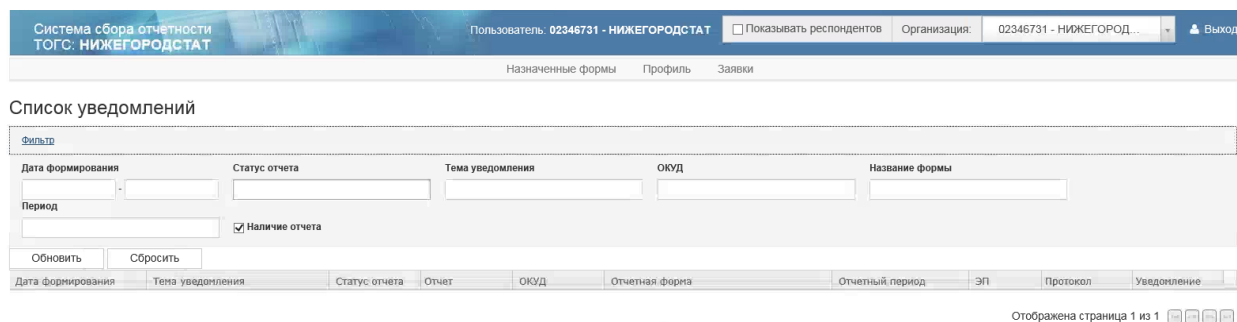 Система сбора отчетности
ТОГС: НИЖЕГОРОДСТАТ
Пользователь: 02346731 - НИЖЕГОРОДСТАТ
Показывать респондентов
Организация:
02346731 - НИЖЕГОРОД...
Выход
Назначенные формы Профиль Заявки
Список уведомлений
Фильтр
Дата формирования Статус отчета Тема уведомления ОКУД Название формы
-
Период
Наличие отчета
Обновить Сбросить
Дата формирования Тема уведомления Статус отчета Отчет ОКУД Отчетная форма Отчетный период ЭП Протокол Уведомление
Отображена страница 1 из 1